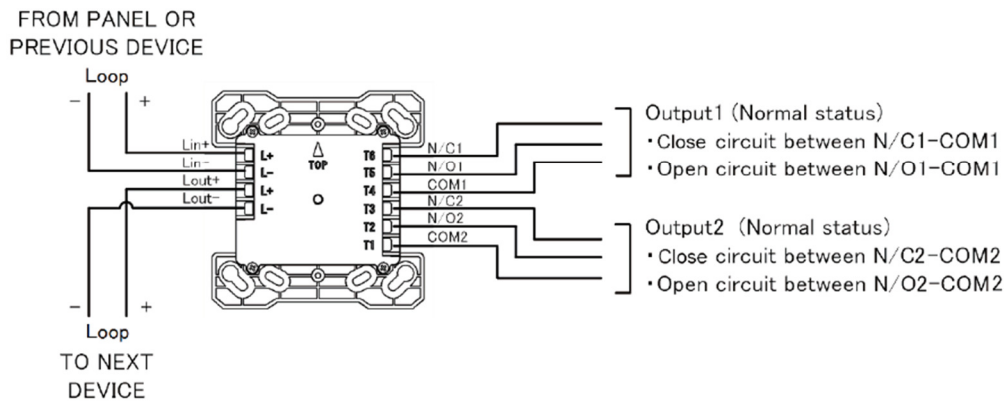 FROM PANEL OR
PREVIOUS DEVICE
Loop
- +
Lin+
Lin-
Lout+
Lout-
L+
L-
L+
L-
TOP
T6
T5
T4
T3
T2
T1
N/C1
N/O1
COM1
N/C2
N/O2
COM2
Output1 (Normal status)
・Close circuit between N/C1-COM1
・Open circuit between N/O1-COM1
Output2 (Normal status)
・Close circuit between N/C2-COM2
・Open circuit between N/O2-COM2
- +
Loop
TO NEXT
DEVICE